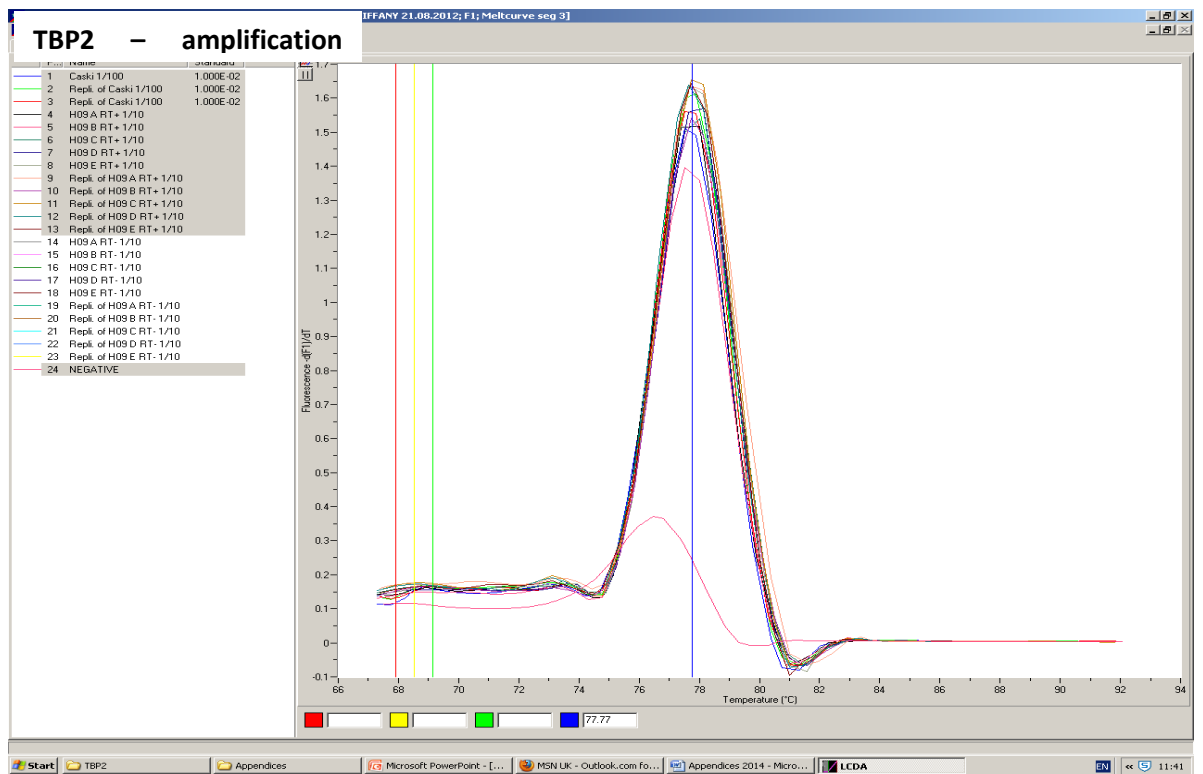 IFFANY 21.08.2012; F1; Meltcurve seg 3]
TBP2 – amplification
P... Name Standard
1 Caski 1/100 1.000E-02
2 Repli. of Caski 1/100 1.000E-02
3 Repli. of Caski 1/100 1.000E-02
4 H09 A RT+ 1/10
5 H09 B RT+ 1/10
6 H09 C RT+ 1/10
7 H09 D RT+ 1/10
8 H09 E RT+ 1/10
9 Repli. of H09 A RT+ 1/10
10 Repli. of H09 B RT+ 1/10
11 Repli. of H09 C RT+ 1/10
12 Repli. of H09 D RT+ 1/10
13 Repli. of H09 E RT+ 1/10
14 H09 A RT- 1/10
15 H09 B RT- 1/10
16 H09 C RT- 1/10
17 H09 D RT- 1/10
18 H09 E RT- 1/10
19 Repli. of H09 A RT- 1/10
20 Repli. of H09 B RT- 1/10
21 Repli. of H09 C RT- 1/10
22 Repli. of H09 D RT- 1/10
23 Repli. of H09 E RT- 1/10
24 NEGATIVE
1.7
1.6
1.5
1.4
1.3
1.2
1.1
1
0.9
0.8
0.7
0.6
0.5
0.4
0.3
0.2
0.1
0
-0.1
Fluorescence -d(F1)/dT
66 68 70 72 74 76 78 80 82 84 86 88 90 92 94
Temperature (°C)
77.77
Start TBP2 Appendices Microsoft PowerPoint - [... MSN UK - Outlook.com fo... Appendices 2014 - Micro... LCDA EN « 11:41